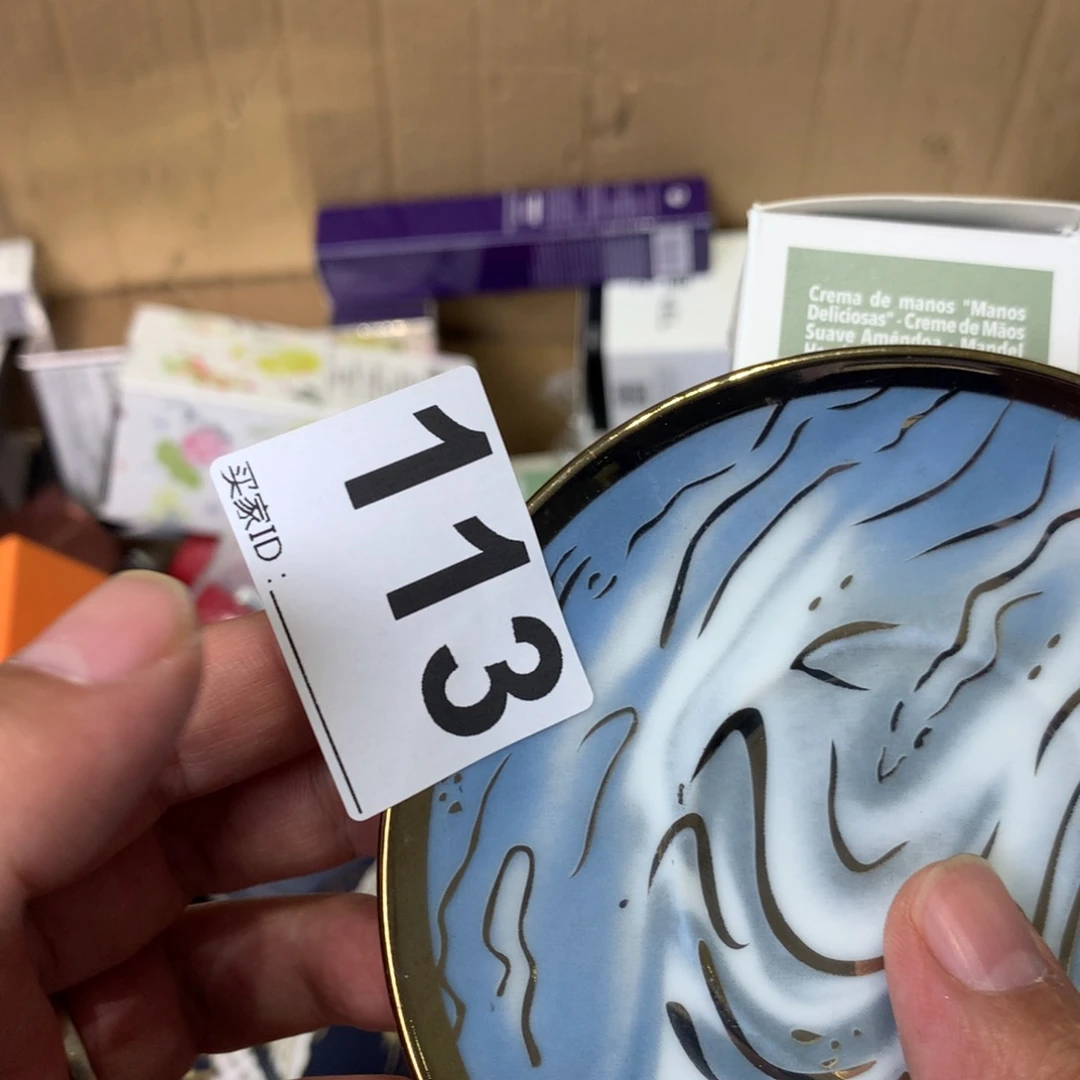 113
买家ID：
Crema de manos "Manos
Deliciosas" - Creme de Mãos
Suave Amêndoa - Mandel